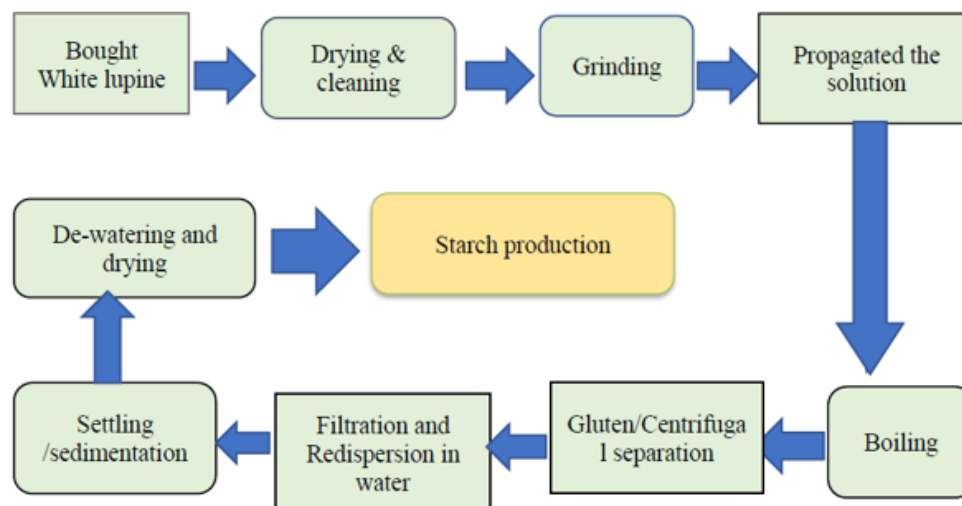 Bought
White lupine
Drying &
cleaning
Grinding
Propagated the
solution
De-watering and
drying
Starch production
Settling
/sedimentation
Filtration and
Redispersion in
water
Gluten/Centrifuga
l separation
Boiling